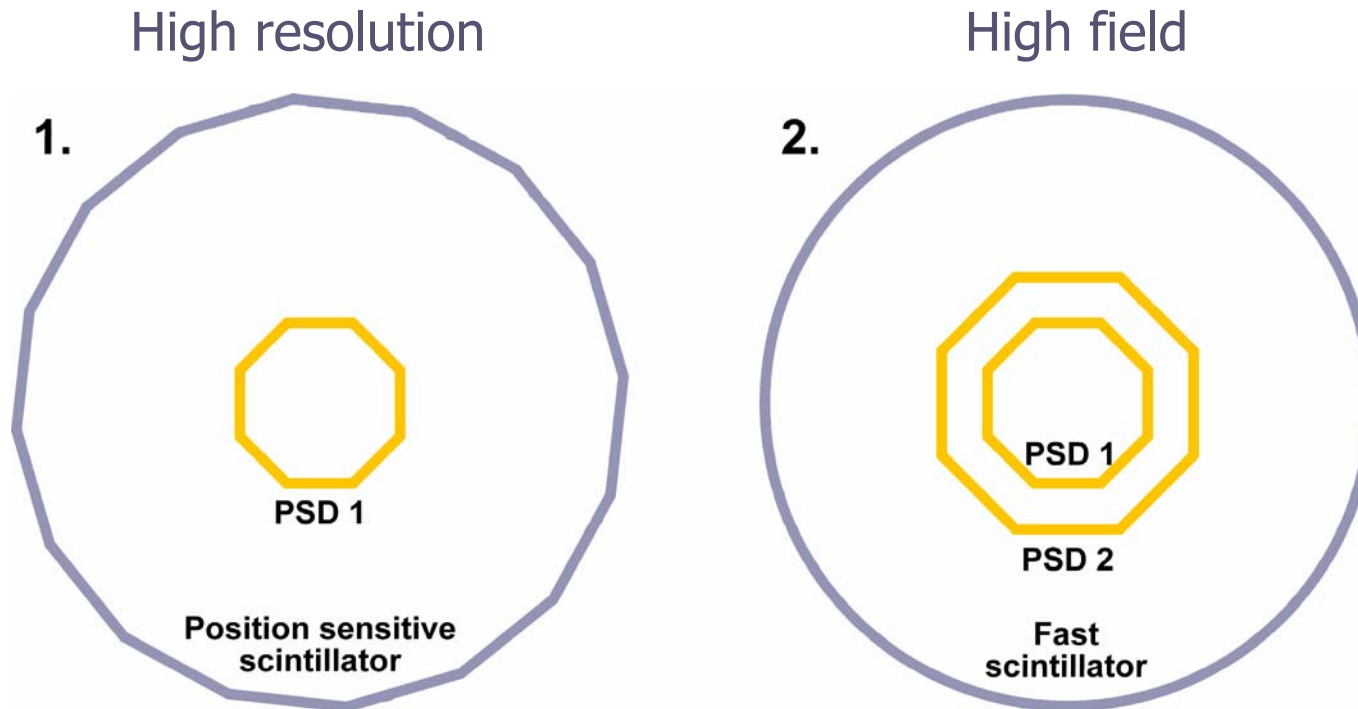 High resolution
High field
1.
2.
PSD 1
Position sensitive
scintillator
PSD 1
PSD 2
Fast
scintillator